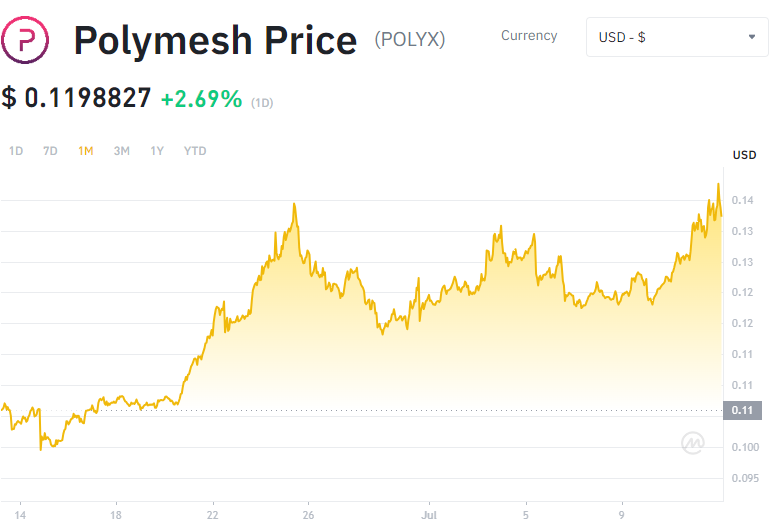 Polymesh Price (POLYX)
Currency
USD - $
$ 0.1198827 +2.69% (1D)
1D 7D 1M 3M 1Y YTD
USD
0.14
0.13
0.13
0.12
0.12
0.11
0.11
0.11
0.100
0.095
14 18 22 26 Jul 5 9